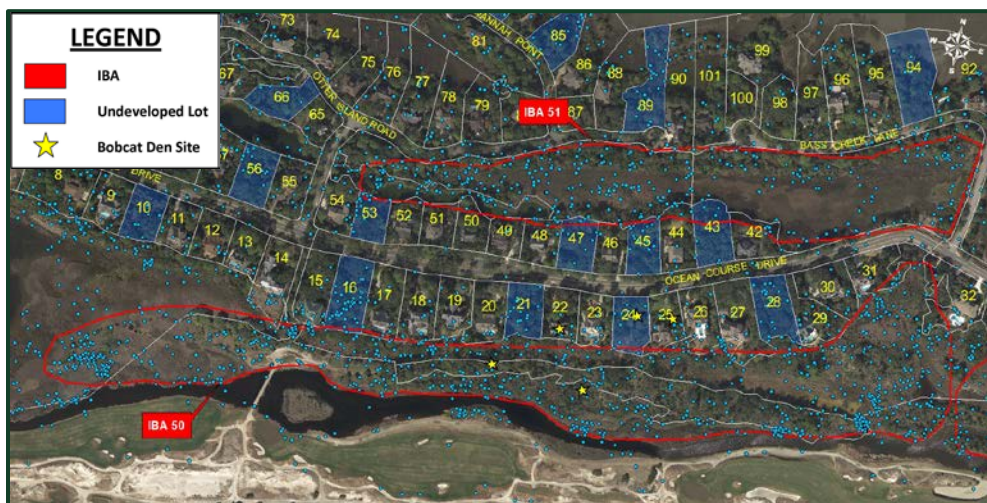 LEGEND
IBA
Undeveloped Lot
Bobcat Den Site
N
W E
S
73 74 75 76 77 78 79 81 85 86 88 89 90 101 99 100 98 97 96 95 94 92
VANNAH POINT
67 66 65
OTTER ISLAND ROAD
87
IBA 51
BASS CREEK LANE
7 56 55 54 53 52 51 50 49 48 47 46 45 44 43 42
DRIVE
OCEAN COURSE DRIVE
8 9 10 11 12 13 14 15 16 17 18 19 20 21 22 23 24 25 26 27 28 29 30 31 32
IBA 50